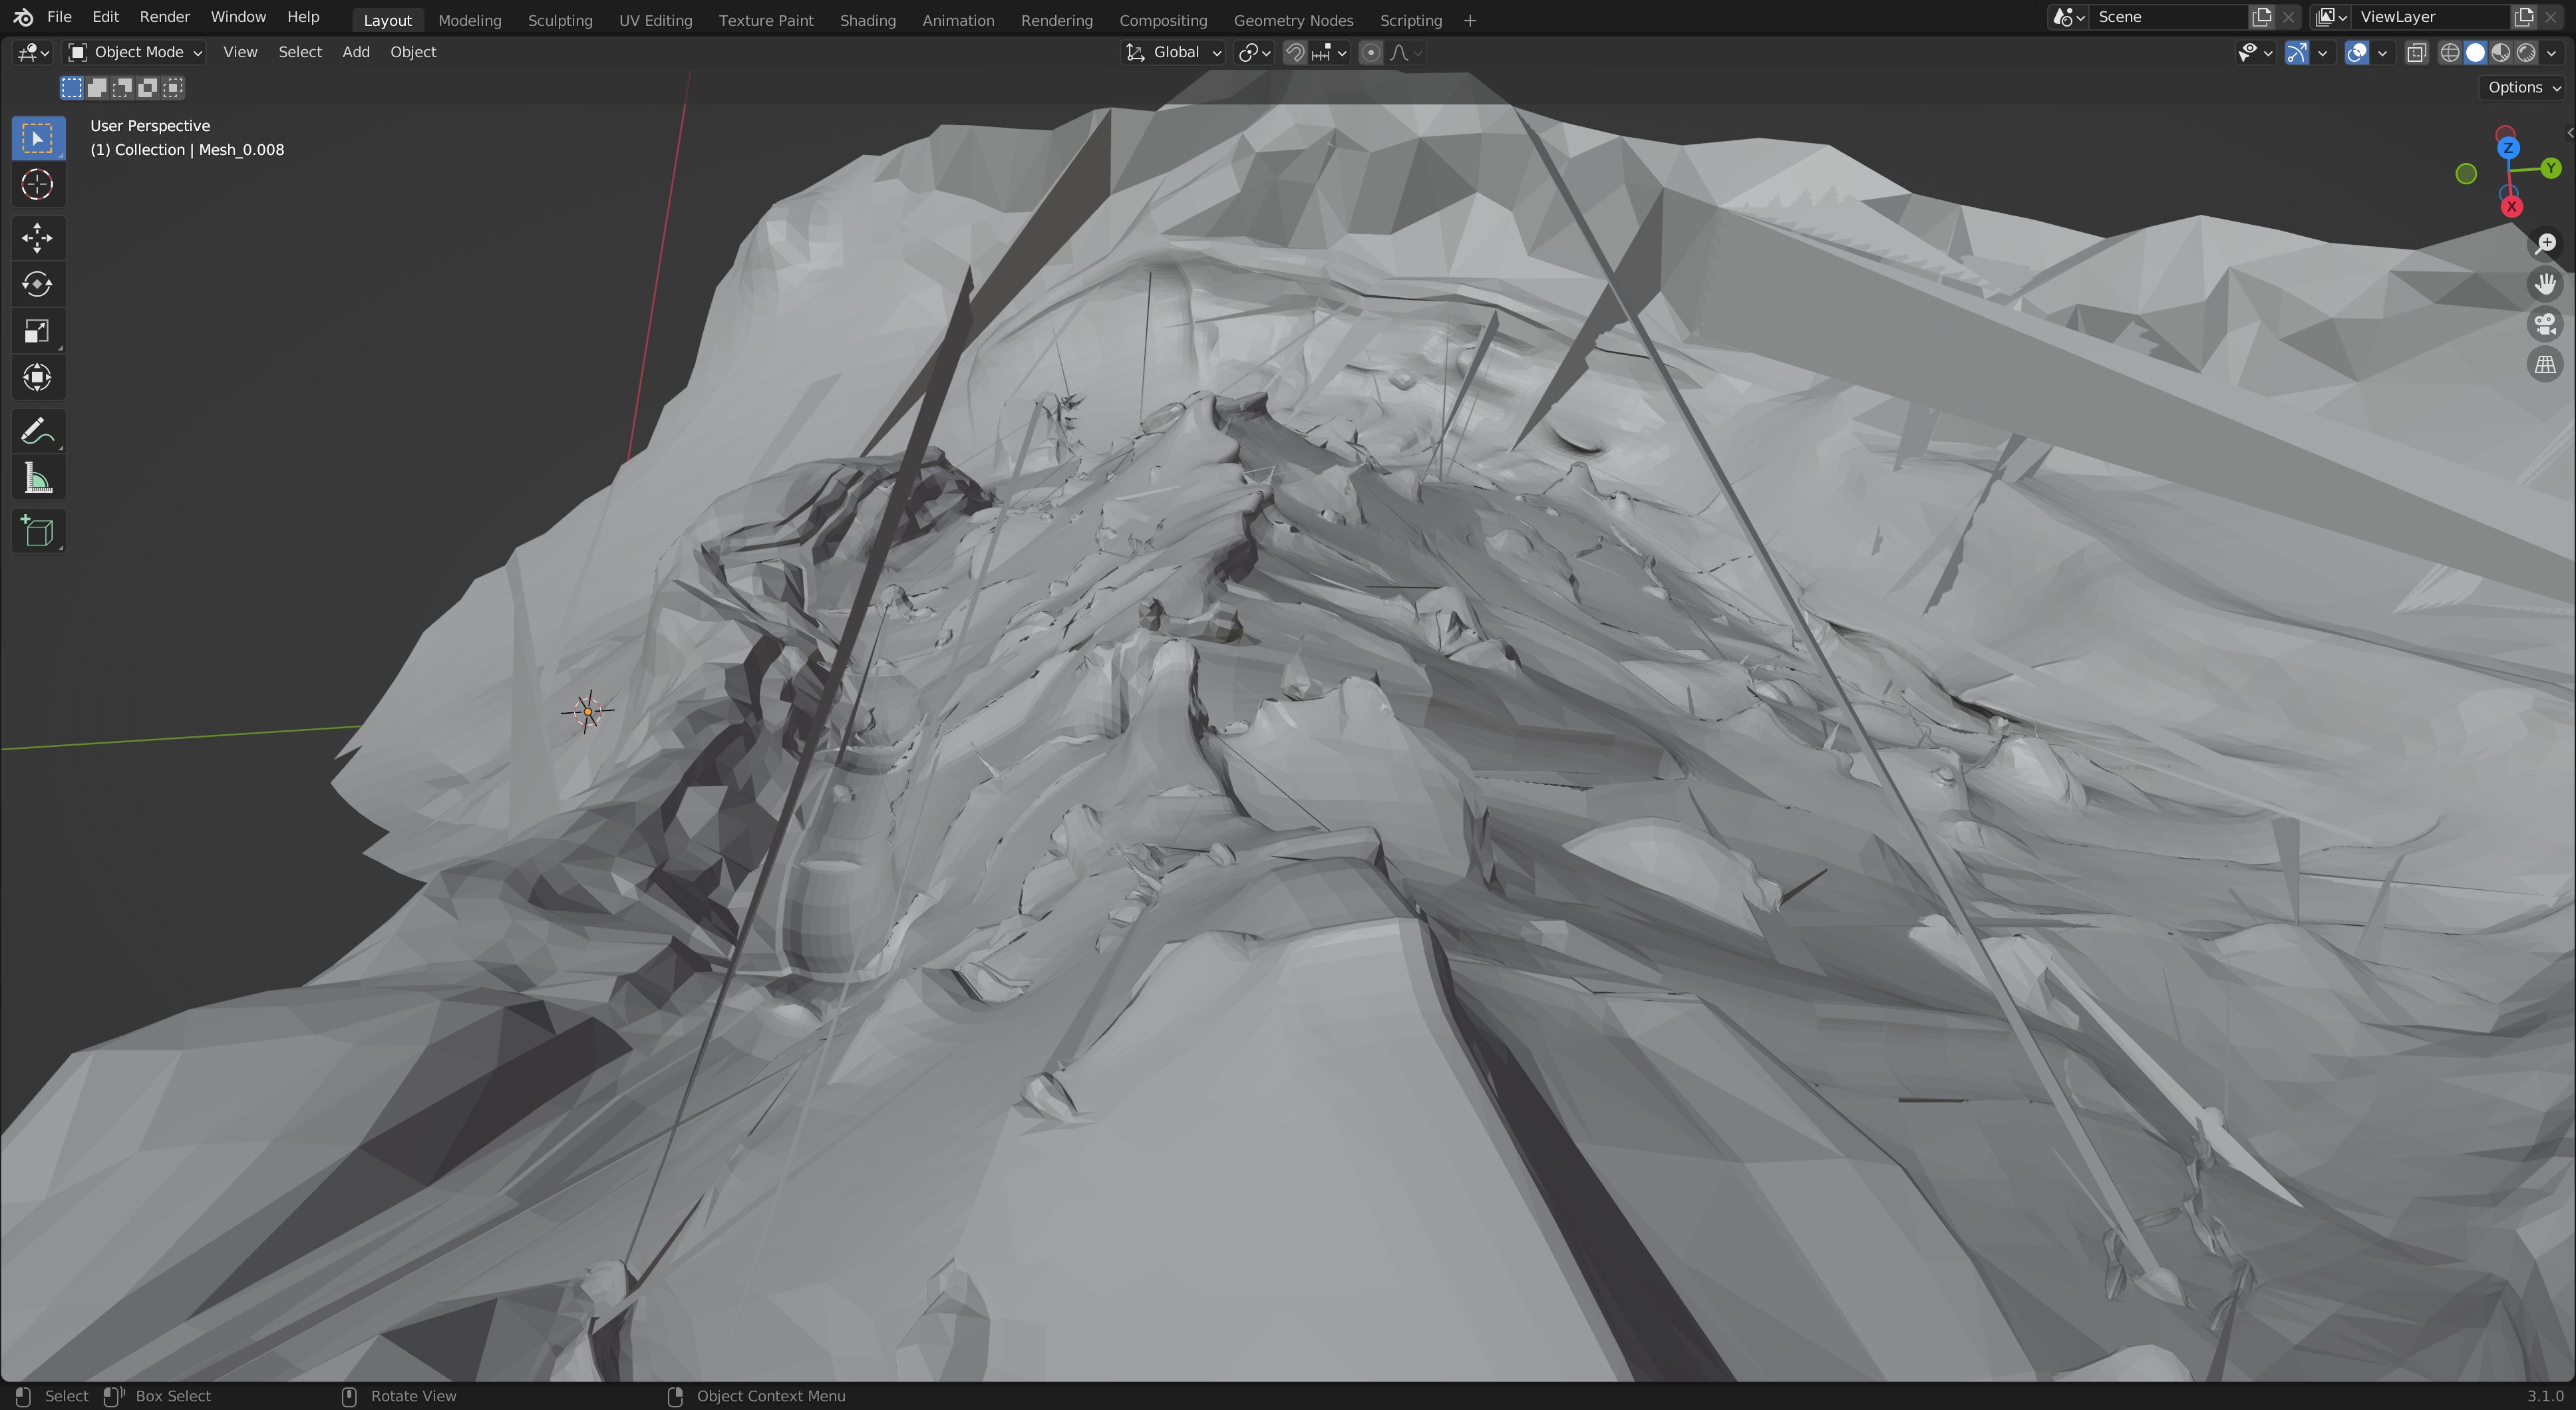 File Edit Render Window Help Layout Modeling Sculpting UV Editing Texture Paint Shading Animation Rendering Compositing Geometry Nodes Scripting + Scene ViewLayer
Object Mode View Select Add Object Global
Options
User Perspective
(1) Collection | Mesh_0.008
Z
Y
X
Select Box Select Rotate View Object Context Menu 3.1.0